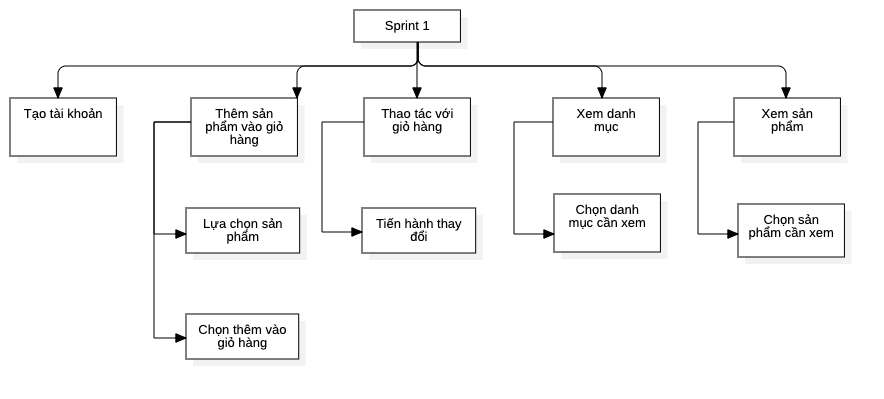 Sprint 1
Tạo tài khoản
Thêm sản
phẩm vào giỏ
hàng
Thao tác với
giỏ hàng
Xem danh
mục
Xem sản
phẩm
Lựa chọn sản
phẩm
Tiến hành thay
đổi
Chọn danh
mục cần xem
Chọn sản
phẩm cần xem
Chọn thêm vào
giỏ hàng